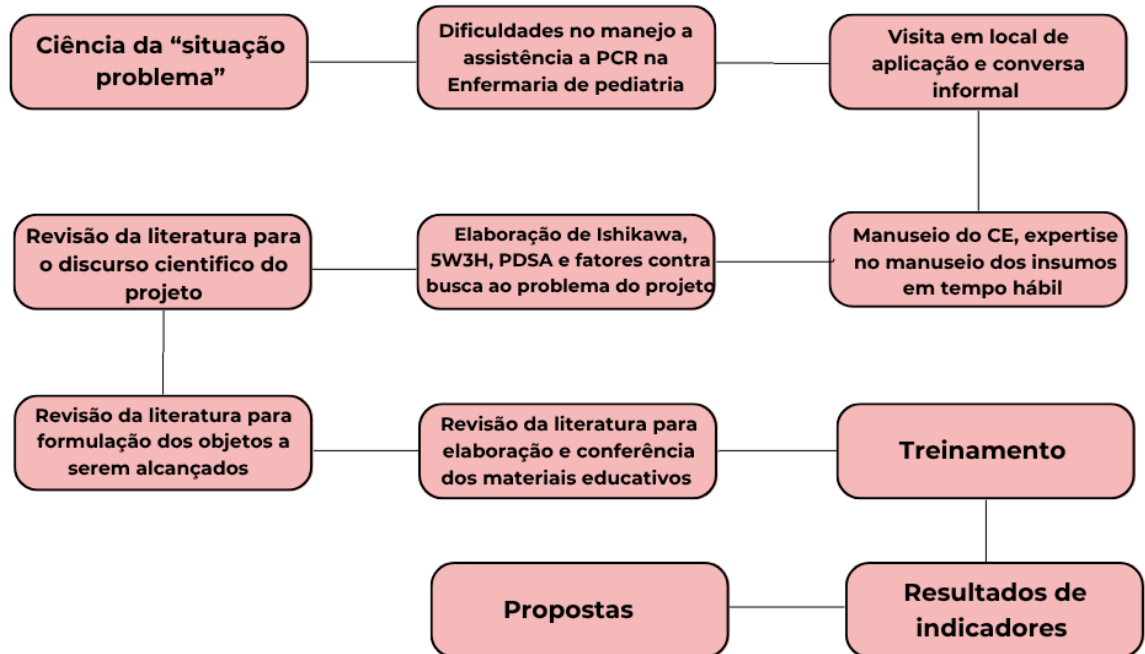 Ciência da “situação
problema”
Dificuldades no manejo a
assistência a PCR na
Enfermaria de pediatria
Visita em local de
aplicação e conversa
informal
Manuseio do CE, expertise
no manuseio dos insumos
em tempo hábil
Elaboração de Ishikawa,
5W3H, PDSA e fatores contra
busca ao problema do projeto
Revisão da literatura para
o discurso cientifico do
projeto
Revisão da literatura para
formulação dos objetos a
serem alcançados
Revisão da literatura para
elaboração e conferência
dos materiais educativos
Treinamento
Resultados de
indicadores
Propostas